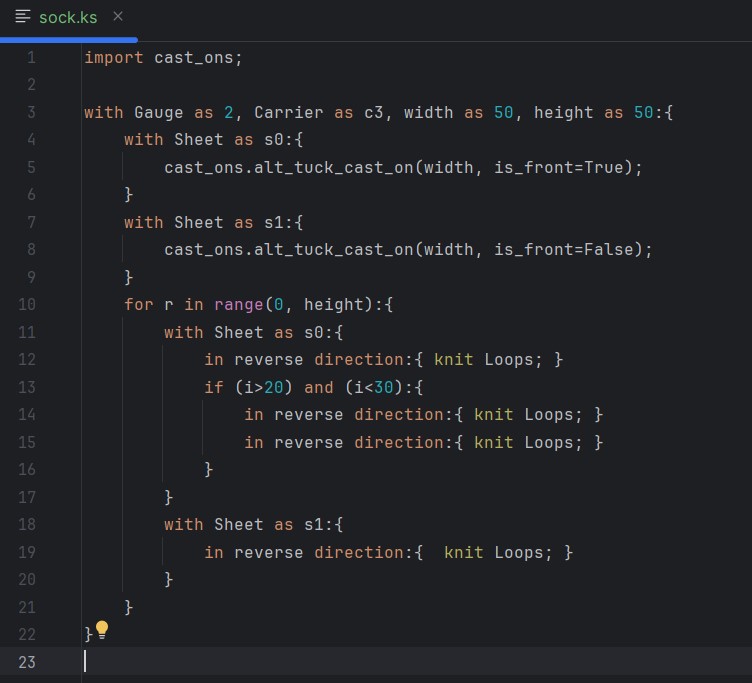 sock.ks
1 import cast_ons;
2
3 with Gauge as 2, Carrier as c3, width as 50, height as 50:{
4     with Sheet as s0:{
5         cast_ons.alt_tuck_cast_on(width, is_front=True);
6     }
7     with Sheet as s1:{
8         cast_ons.alt_tuck_cast_on(width, is_front=False);
9     }
10     for r in range(0, height):{
11         with Sheet as s0:{
12             in reverse direction:{ knit Loops; }
13             if (i>20) and (i<30):{
14                 in reverse direction:{ knit Loops; }
15                 in reverse direction:{ knit Loops; }
16             }
17         }
18         with Sheet as s1:{
19             in reverse direction:{  knit Loops; }
20         }
21     }
22 }
23